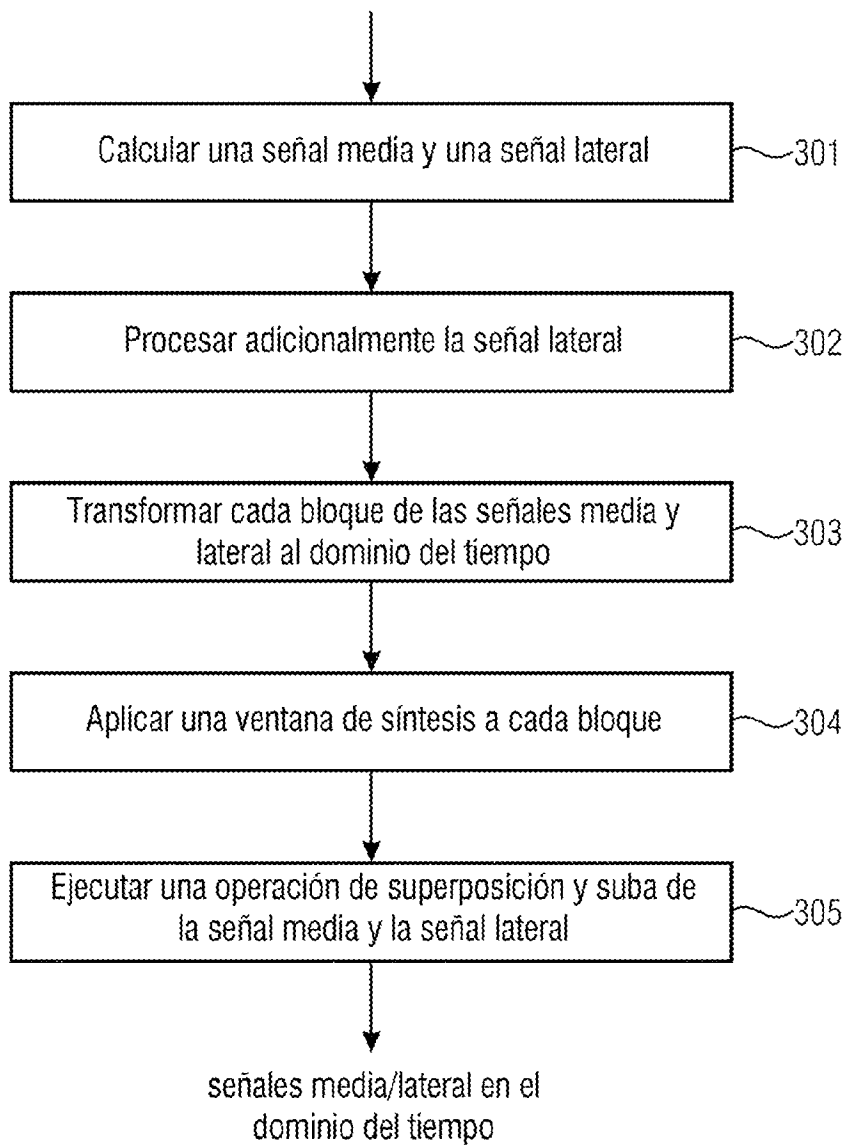 Calcular una señal media y una señal lateral
301
Procesar adicionalmente la señal lateral
302
Transformar cada bloque de las señales media y
lateral al dominio del tiempo
303
Aplicar una ventana de síntesis a cada bloque
304
Ejecutar una operación de superposición y suba de
la señal media y la señal lateral
305
señales media/lateral en el
dominio del tiempo